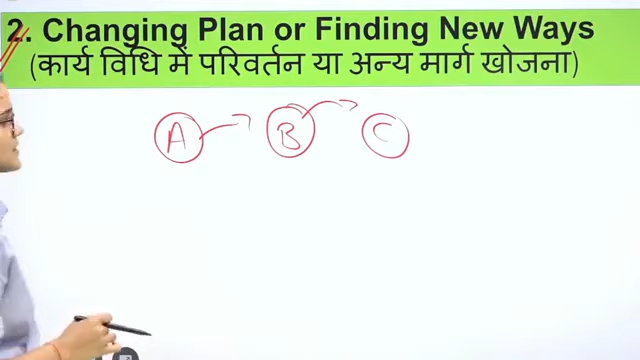 2. Changing Plan or Finding New Ways
(कार्य विधि में परिवर्तन या अन्य मार्ग खोजना)
A B C